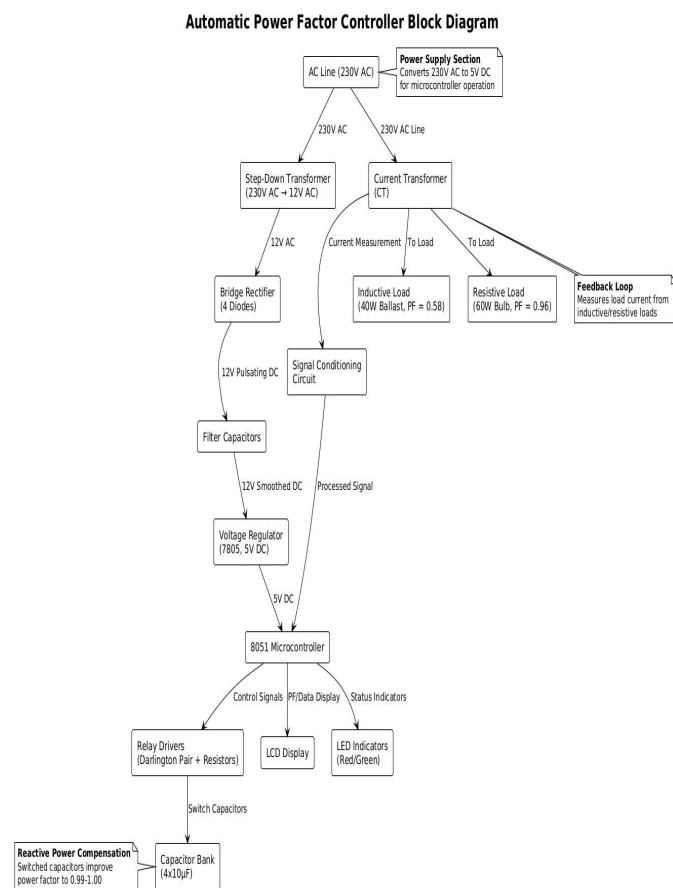 Automatic Power Factor Controller Block Diagram
AC Line (230V AC)
Power Supply Section
Converts 230V AC to 5V DC
for microcontroller operation
230V AC
230V AC Line
Step-Down Transformer
(230V AC → 12V AC)
Current Transformer
(CT)
12V AC
Current Measurement
To Load
To Load
Bridge Rectifier
(4 Diodes)
Inductive Load
(40W Ballast, PF = 0.58)
Resistive Load
(60W Bulb, PF = 0.96)
Feedback Loop
Measures load current from
inductive/resistive loads
12V Pulsating DC
Signal Conditioning
Circuit
Filter Capacitors
12V Smoothed DC
Processed Signal
Voltage Regulator
(7805, 5V DC)
5V DC
8051 Microcontroller
Control Signals
PF/Data Display
Status Indicators
Relay Drivers
(Darlington Pair + Resistors)
LCD Display
LED Indicators
(Red/Green)
Switch Capacitors
Reactive Power Compensation
Switched capacitors improve
power factor to 0.99-1.00
Capacitor Bank
(4x10μF)